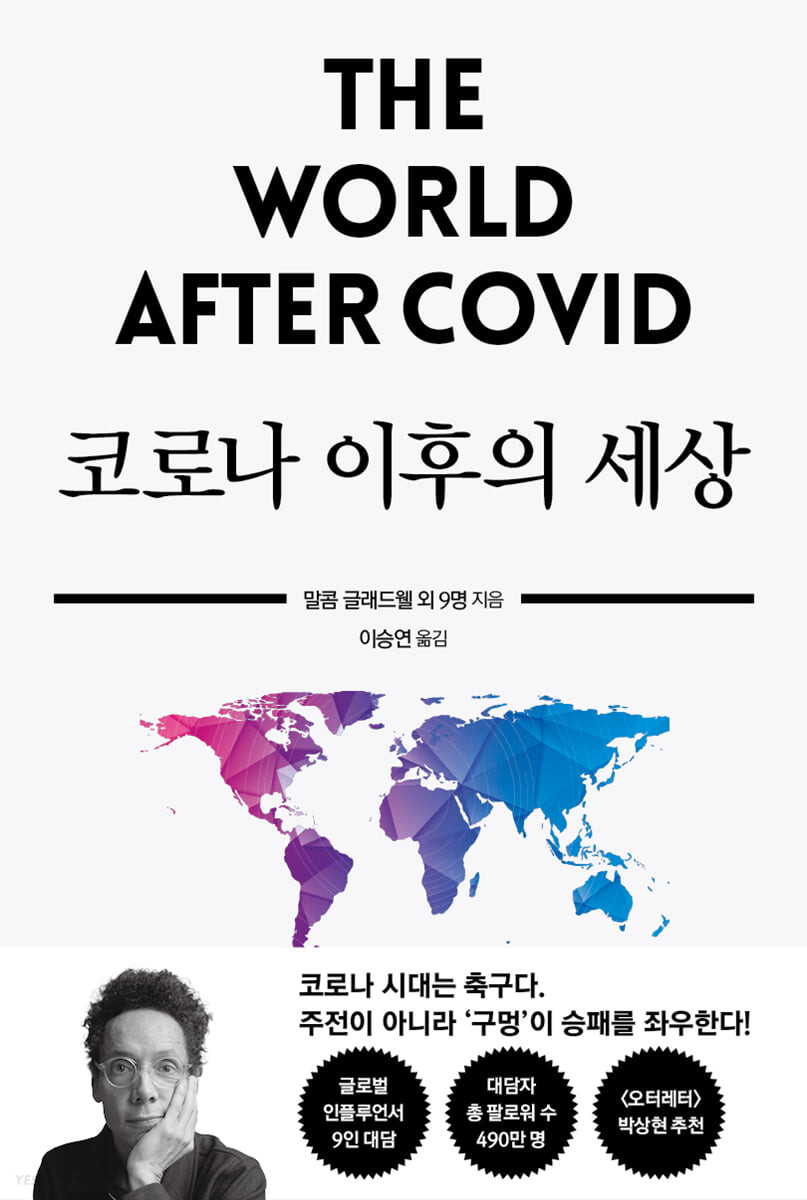 THE
WORLD
AFTER COVID
코로나 이후의 세상
말콤 글래드웰 외 9명 지음
이승연 옮김
코로나 시대는 축구다.
주전이 아니라 ‘구멍’이 승패를 좌우한다!
글로벌
인플루언서
9인 대담
대담자
총 팔로워 수
490만 명
〈오터레터〉
박상현 추천